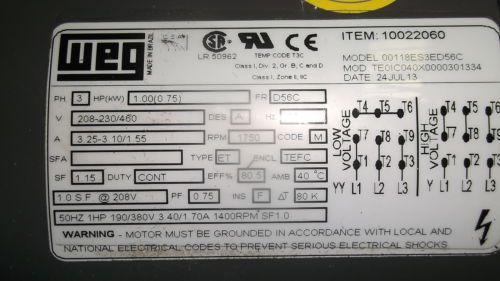 WEG
MADE IN BRAZIL
LR 50962
TEMP CODE T3C
Class I, Div. 2, Gr. B, C and D
Class I, Zone II, IIC
ITEM: 10022060
MODEL 00118ES3ED56C
MOD. TE0IC040X0000301334
DATE 24JUL13
PH 3 HP(kW) 1.00(0.75) FR D56C
V 208-230/460 DES A Hz
A 3.25-3.10/1.55 RPM 1750 CODE M
SFA TYPE ET ENCL TEFC
SF 1.15 DUTY CONT EFF% 80.5 AMB 40°C
1.0 S.F @ 208V PF 0.75 INS F ΔT 80 K
50HZ 1HP 190/380V 3.40/1.70A 1400RPM SF1.0
LOW VOLTAGE
T4 T5 T6
T7 T8 T9
T1 T2 T3
YY L1 L2 L3
HIGH VOLTAGE
T4 T5 T6
T7 T8 T9
T1 T2 T3
Y L1 L2 L3
WARNING - MOTOR MUST BE GROUNDED IN ACCORDANCE WITH LOCAL AND
NATIONAL ELECTRICAL CODES TO PREVENT SERIOUS ELECTRICAL SHOCKS.